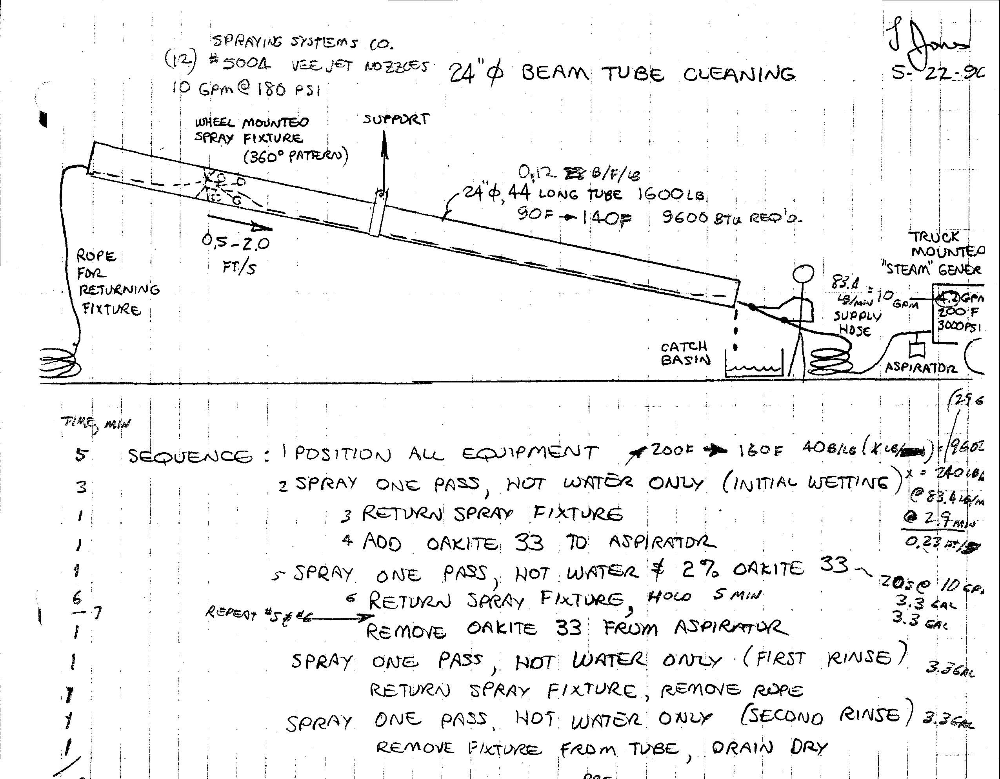 SPRAYING SYSTEMS CO.
(12) #5004 VEE JET NOZZLES
10 GPM @ 180 PSI
24"ϕ BEAM TUBE CLEANING
J Jones
5-22-9
WHEEL MOUNTED
SPRAY FIXTURE
(360° PATTERN)
SUPPORT
0.12 B/F/LB
24"ϕ, 44 LONG TUBE 1600 LB
90F → 140F 9600 BTU REQ'D.
0.5-2.0
FT/S
ROPE
FOR
RETURNING
FIXTURE
TRUCK
MOUNTED
"STEAM" GENER
83.4 LB/MIN = 10 GPM
4.2 GPM
200 F
3000 PSI
SUPPLY
HOSE
CATCH
BASIN
ASPIRATOR
(29 G
TIME, MIN
5 SEQUENCE: 1 POSITION ALL EQUIPMENT 200F → 160F 40 B/LB (X LB/ ) = 960
3 2 SPRAY ONE PASS, HOT WATER ONLY (INITIAL WETTING) X = 240 LB
@ 83.4 LB/M
1 3 RETURN SPRAY FIXTURE @ 2.9 MIN
1 4 ADD OAKITE 33 TO ASPIRATOR 0.23 FT/S
1 5 SPRAY ONE PASS, HOT WATER & 2% OAKITE 33 ~ 20 S @ 10 GP
6 6 RETURN SPRAY FIXTURE, HOLD 5 MIN 3.3 GAL
-7 REPEAT #5 & #6 → 3.3 GAL
1 REMOVE OAKITE 33 FROM ASPIRATOR
1 SPRAY ONE PASS, HOT WATER ONLY (FIRST RINSE) 3.3 GAL
1 RETURN SPRAY FIXTURE, REMOVE ROPE
1 SPRAY ONE PASS, HOT WATER ONLY (SECOND RINSE) 3.3 GAL
1 REMOVE FIXTURE FROM TUBE, DRAIN DRY